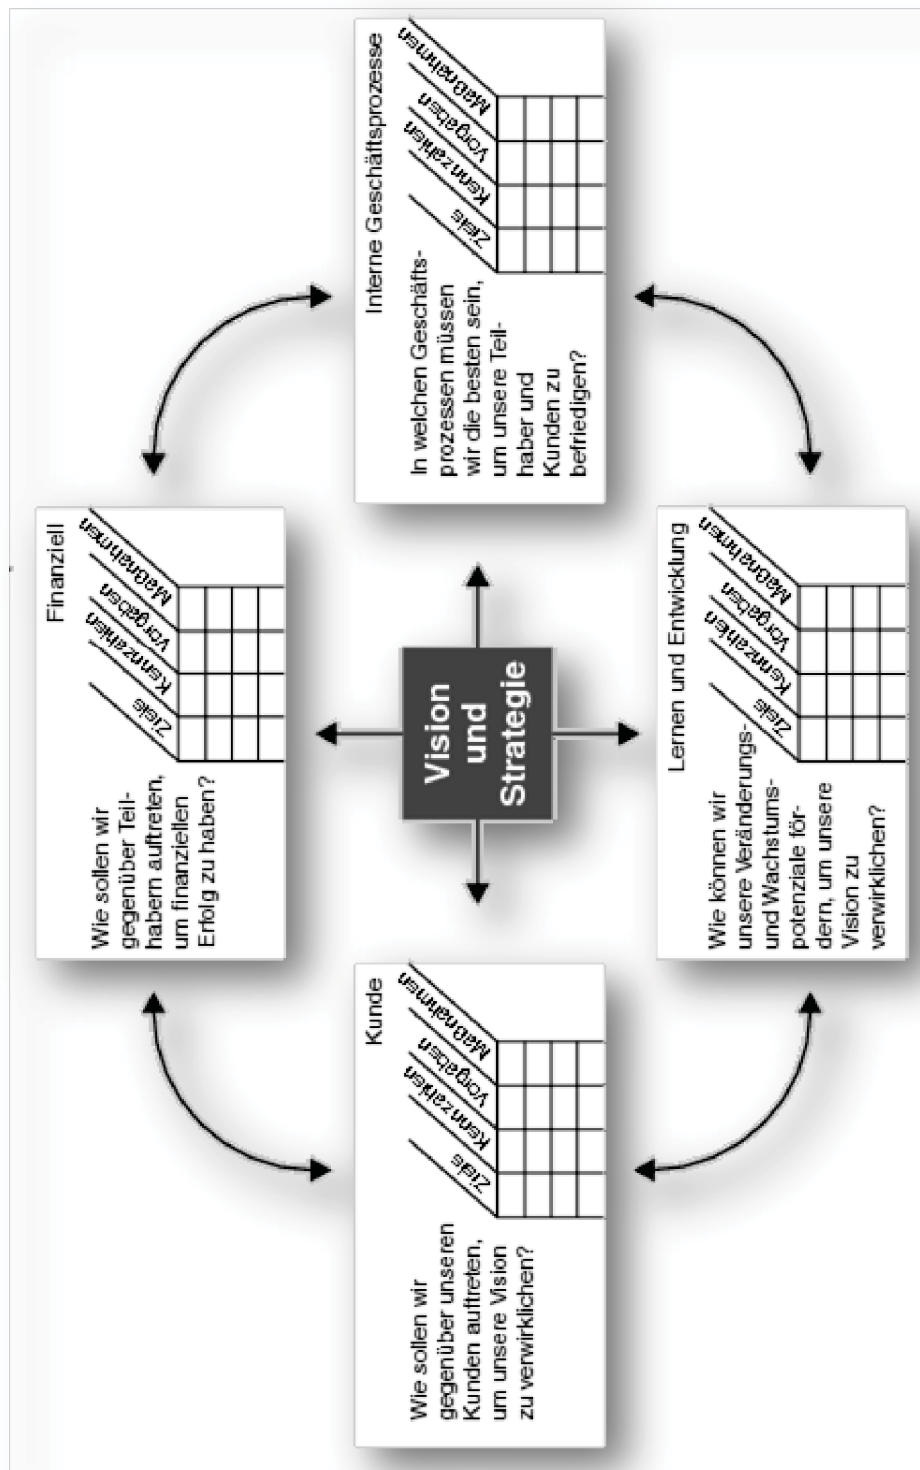 Finanziell
Wie sollen wir
gegenüber Teil-
habern auftreten,
um finanziellen
Erfolg zu haben?
Ziele
Kennzahlen
Vorgaben
Maßnahmen
Kunde
Wie sollen wir
gegenüber unseren
Kunden auftreten,
um unsere Vision
zu verwirklichen?
Ziele
Kennzahlen
Vorgaben
Maßnahmen
Vision
und
Strategie
Interne Geschäftsprozesse
In welchen Geschäfts-
prozessen müssen
wir die besten sein,
um unsere Teil-
haber und
Kunden zu
befriedigen?
Ziele
Kennzahlen
Vorgaben
Maßnahmen
Lernen und Entwicklung
Wie können wir
unsere Veränderungs-
und Wachstums-
potenziale för-
dern, um unsere
Vision zu
verwirklichen?
Ziele
Kennzahlen
Vorgaben
Maßnahmen